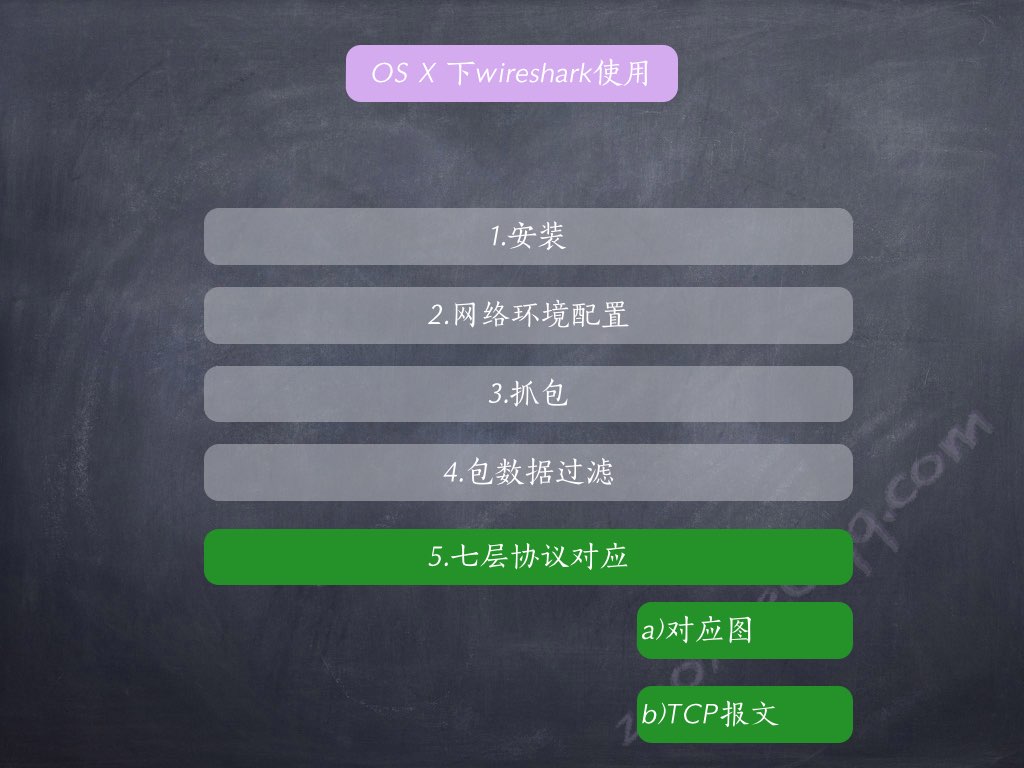 OS X 下wireshark使用
1.安装
2.网络环境配置
3.抓包
4.包数据过滤
5.七层协议对应
a)对应图
b)TCP报文